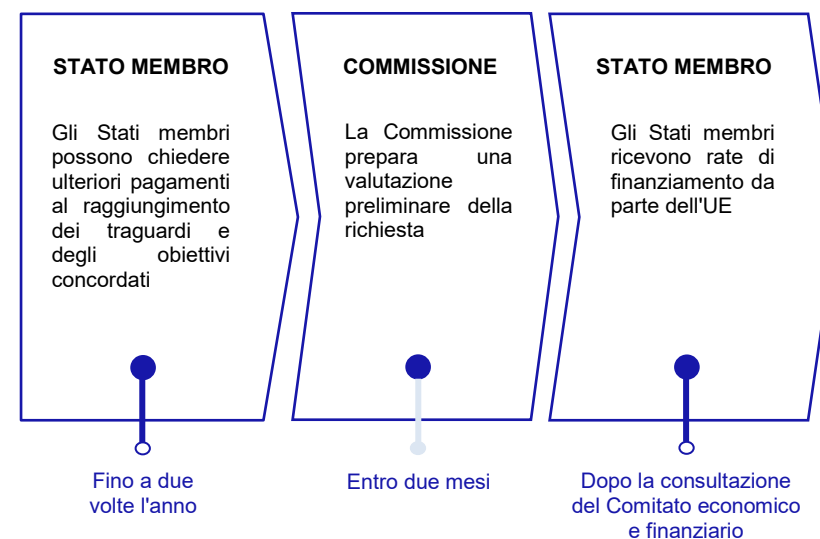 STATO MEMBRO
Gli Stati membri
possono chiedere
ulteriori pagamenti
al raggiungimento
dei traguardi e
degli obiettivi
concordati
Fino a due
volte l'anno
COMMISSIONE
La Commissione
prepara una
valutazione
preliminare della
richiesta
Entro due mesi
STATO MEMBRO
Gli Stati membri
ricevono rate di
finanziamento da
parte dell'UE
Dopo la consultazione
del Comitato economico
e finanziario